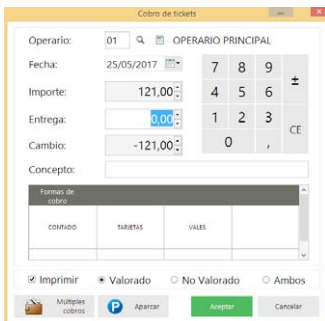 Cobro de tickets
Operario: 01 OPERARIO PRINCIPAL
Fecha: 25/05/2017 7 8 9 ±
Importe: 121,00 4 5 6
Entrega: 0,00 1 2 3 CE
Cambio: -121,00 0 ,
Concepto:
Formas de
cobro
CONTADO TARJETAS VALES
Imprimir Valorado No Valorado Ambos
Múltiples
cobros
P Aparcar Aceptar Cancelar